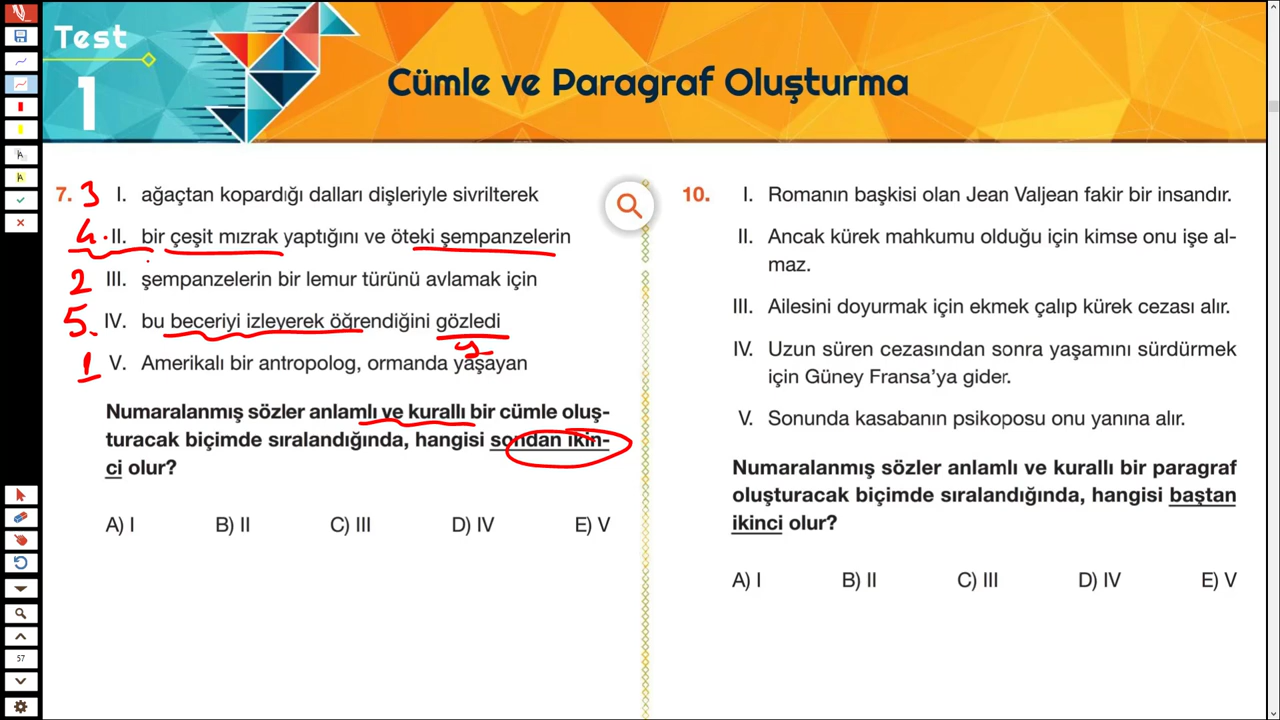 Test
1
Cümle ve Paragraf Oluşturma
7. 3 I. ağaçtan kopardığı dalları dişleriyle sivrilterek
4. II. bir çeşit mızrak yaptığını ve öteki şempanzelerin
2 III. şempanzelerin bir lemur türünü avlamak için
5. IV. bu beceriyi izleyerek öğrendiğini gözledi
y
1 V. Amerikalı bir antropolog, ormanda yaşayan
Numaralanmış sözler anlamlı ve kurallı bir cümle oluş-
turacak biçimde sıralandığında, hangisi sondan ikin-
ci olur?
A) I B) II C) III D) IV E) V
10. I. Romanın başkisi olan Jean Valjean fakir bir insandır.
II. Ancak kürek mahkumu olduğu için kimse onu işe al-
maz.
III. Ailesini doyurmak için ekmek çalıp kürek cezası alır.
IV. Uzun süren cezasından sonra yaşamını sürdürmek
için Güney Fransa'ya gider.
V. Sonunda kasabanın psikoposu onu yanına alır.
Numaralanmış sözler anlamlı ve kurallı bir paragraf
oluşturacak biçimde sıralandığında, hangisi baştan
ikinci olur?
A) I B) II C) III D) IV E) V
57